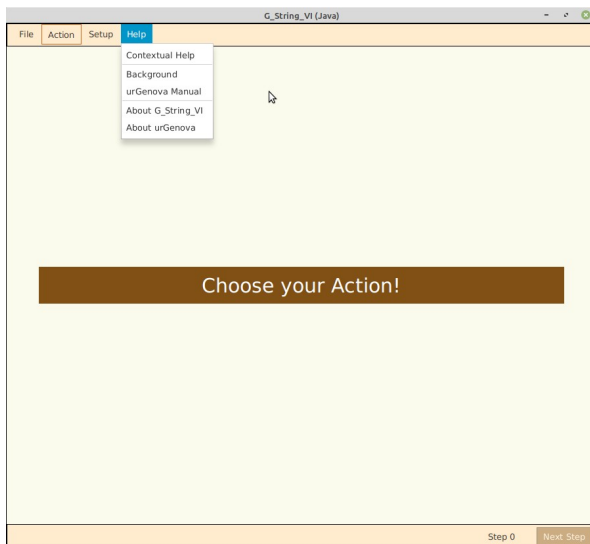 G_String_VI (Java)
File Action Setup Help
Contextual Help
Background
urGenova Manual
About G_String_VI
About urGenova
Choose your Action!
Step 0 Next Step